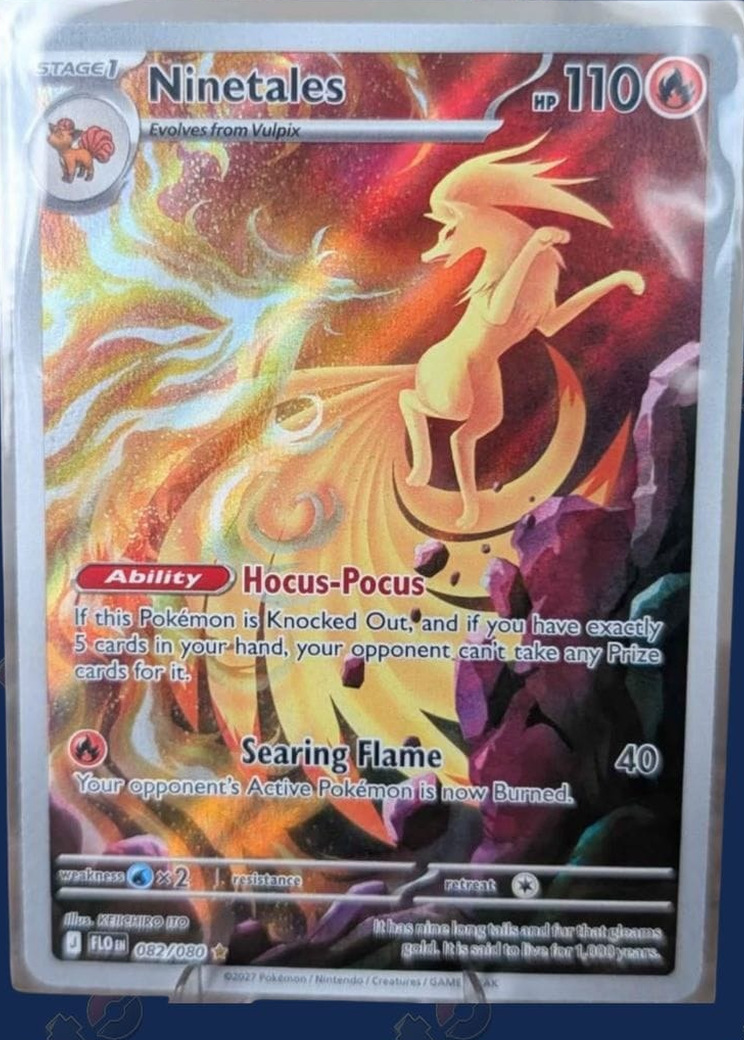 STAGE 1 Ninetales HP 110
Evolves from Vulpix
Ability Hocus-Pocus
If this Pokémon is Knocked Out, and if you have exactly
5 cards in your hand, your opponent can't take any Prize
cards for it.
Searing Flame 40
Your opponent's Active Pokémon is now Burned.
weakness ×2 resistance retreat
Illus. KEIICHIRO ITO
It has nine long tails and fur that gleams
gold. It is said to live for 1,000 years.
J FLO EN 082/080
©2027 Pokémon / Nintendo / Creatures / GAME